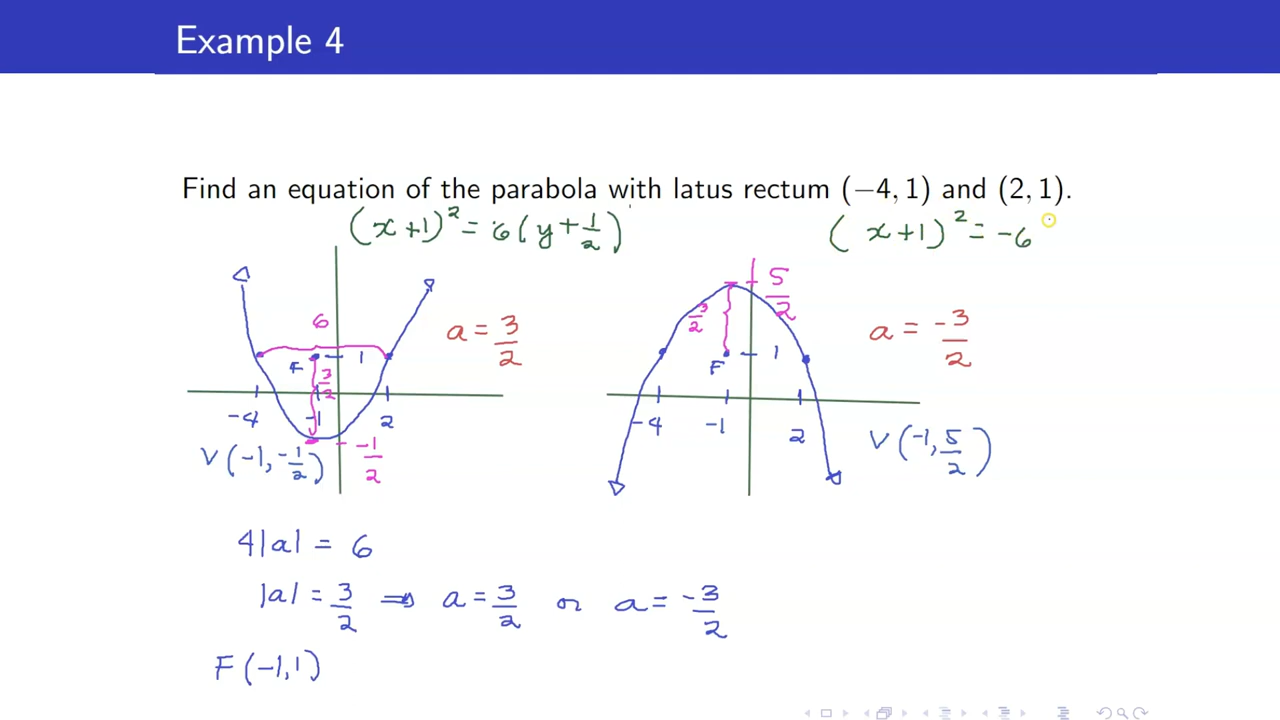 Example 4
Find an equation of the parabola with latus rectum (−4, 1) and (2, 1).
(x+1)² = 6(y+1/2)
(x+1)² = -6
6
a = 3/2
F
1
3/2
-4
-1
2
-1/2
V(-1, -1/2)
5/2
3/2
a = -3/2
F
1
-4
-1
2
V(-1, 5/2)
4|a| = 6
|a| = 3/2 ⇒ a = 3/2 or a = -3/2
F(-1,1)